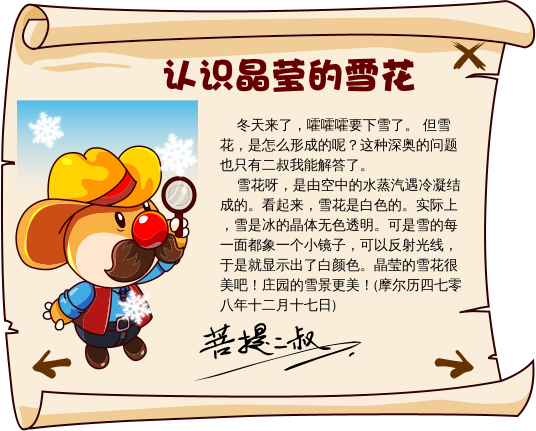 认识晶莹的雪花
冬天来了，嚯嚯嚯要下雪了。 但雪
花，是怎么形成的呢？这种深奥的问题
也只有二叔我能解答了。
雪花呀，是由空中的水蒸汽遇冷凝结
成的。看起来，雪花是白色的。实际上
，雪是冰的晶体无色透明。可是雪的每
一面都象一个小镜子，可以反射光线，
于是就显示出了白颜色。晶莹的雪花很
美吧！庄园的雪景更美！(摩尔历四七零
八年十二月十七日)
菩提二叔